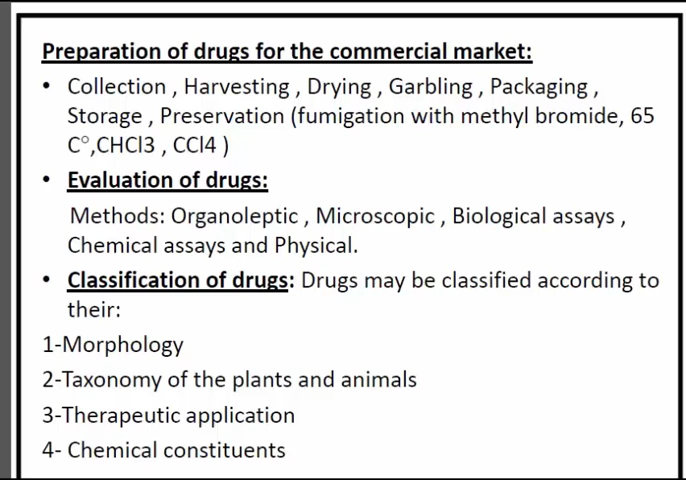 Preparation of drugs for the commercial market:
• Collection , Harvesting , Drying , Garbling , Packaging ,
Storage , Preservation (fumigation with methyl bromide, 65
C°,CHCl3 , CCl4 )
• Evaluation of drugs:
Methods: Organoleptic , Microscopic , Biological assays ,
Chemical assays and Physical.
• Classification of drugs: Drugs may be classified according to
their:
1-Morphology
2-Taxonomy of the plants and animals
3-Therapeutic application
4- Chemical constituents